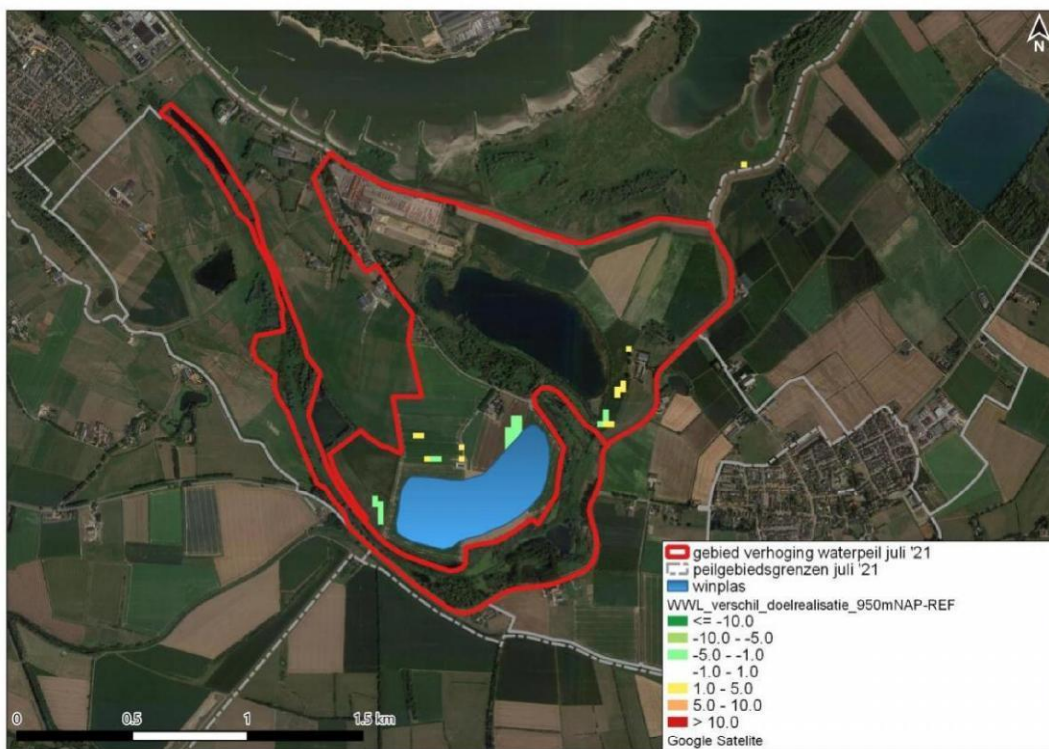 N
gebied verhoging waterpeil juli '21
peilgebiedsgrenzen juli '21
winplas
WWL_verschil_doelrealisatie_950mNAP-REF
<= -10.0
-10.0 - -5.0
-5.0 - -1.0
-1.0 - 1.0
1.0 - 5.0
5.0 - 10.0
> 10.0
Google Satelite
0 0.5 1 1.5 km